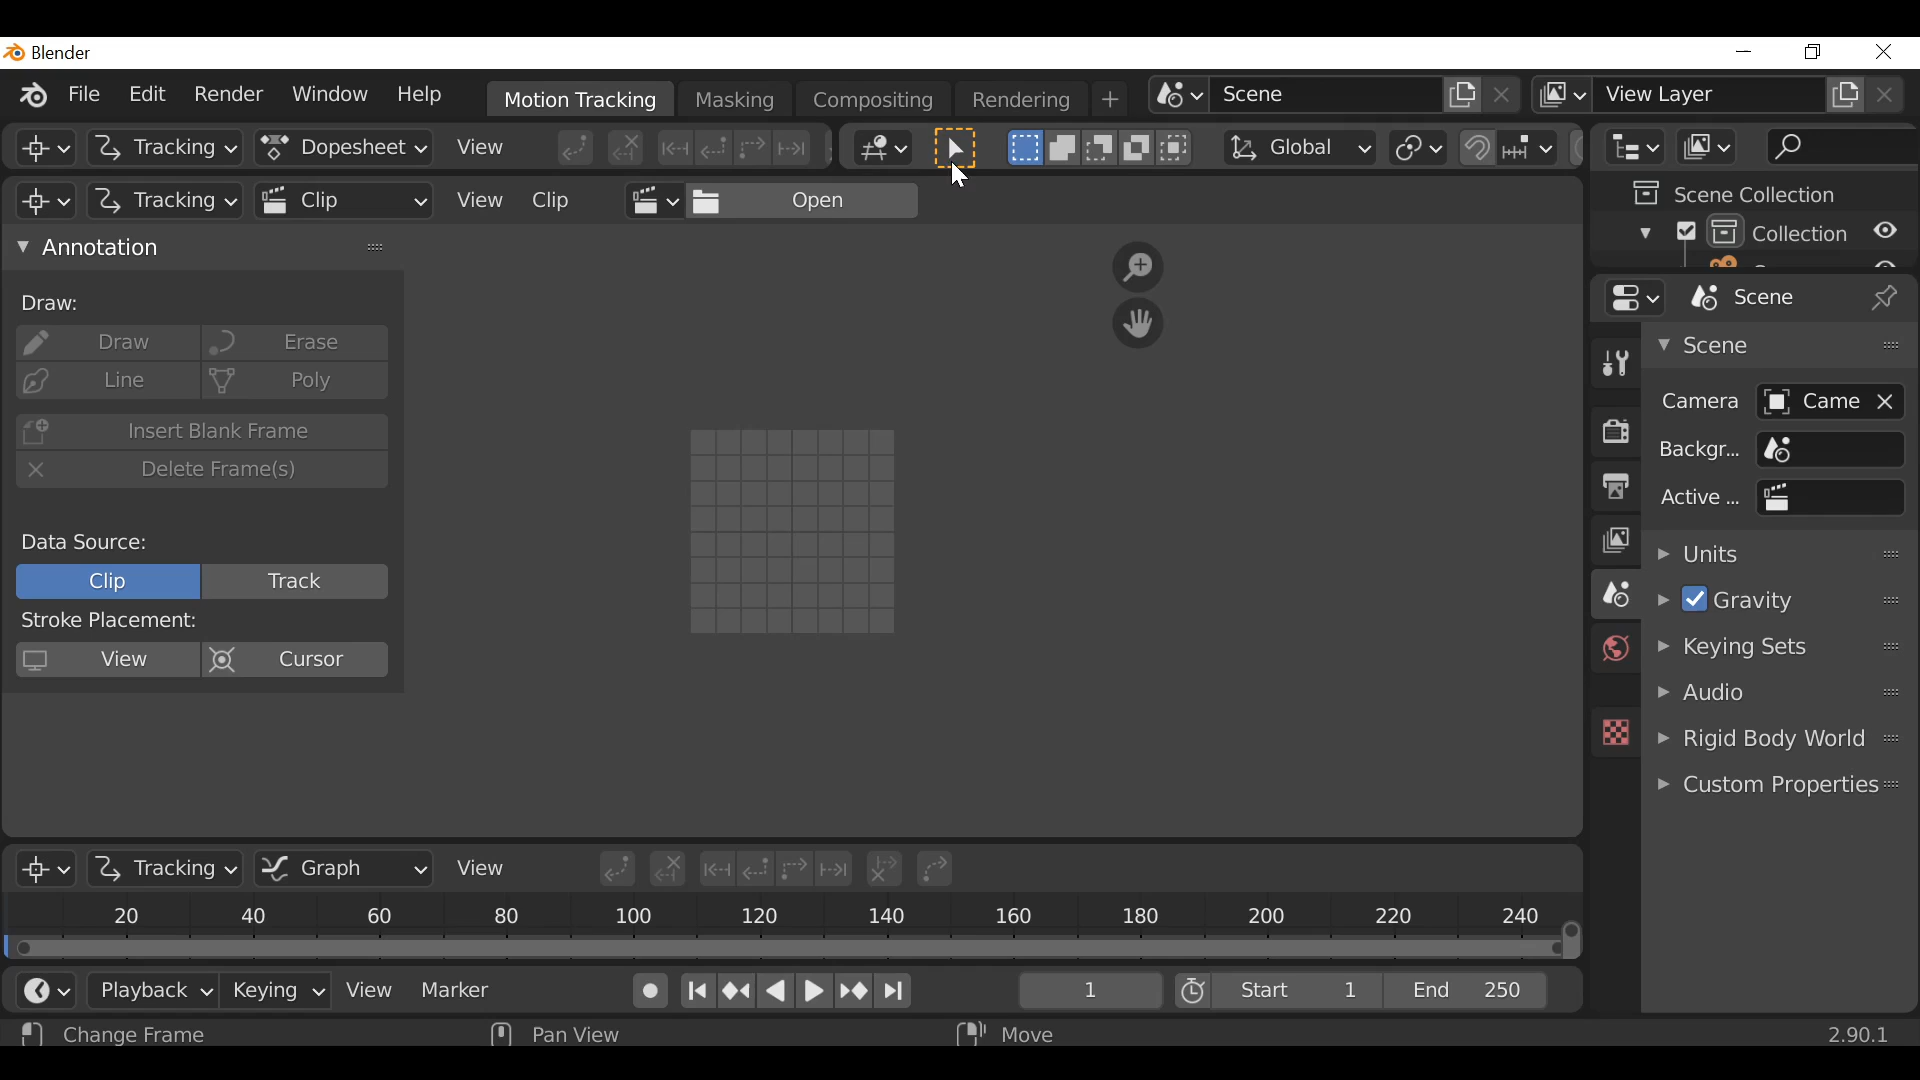 Blender
File Edit Render Window Help Motion Tracking Masking Compositing Rendering + Scene View Layer
Tracking Dopesheet View Global
Tracking Clip View Clip Open
Annotation
Draw:
Draw Erase
Line Poly
Insert Blank Frame
Delete Frame(s)
Data Source:
Clip Track
Stroke Placement:
View Cursor
Scene Collection
Collection
Scene
Scene
Camera Came
Backgr...
Active ...
Units
Gravity
Keying Sets
Audio
Rigid Body World
Custom Properties
Tracking Graph View
20 40 60 80 100 120 140 160 180 200 220 240
Playback Keying View Marker 1 Start 1 End 250
Change Frame Pan View Move 2.90.1